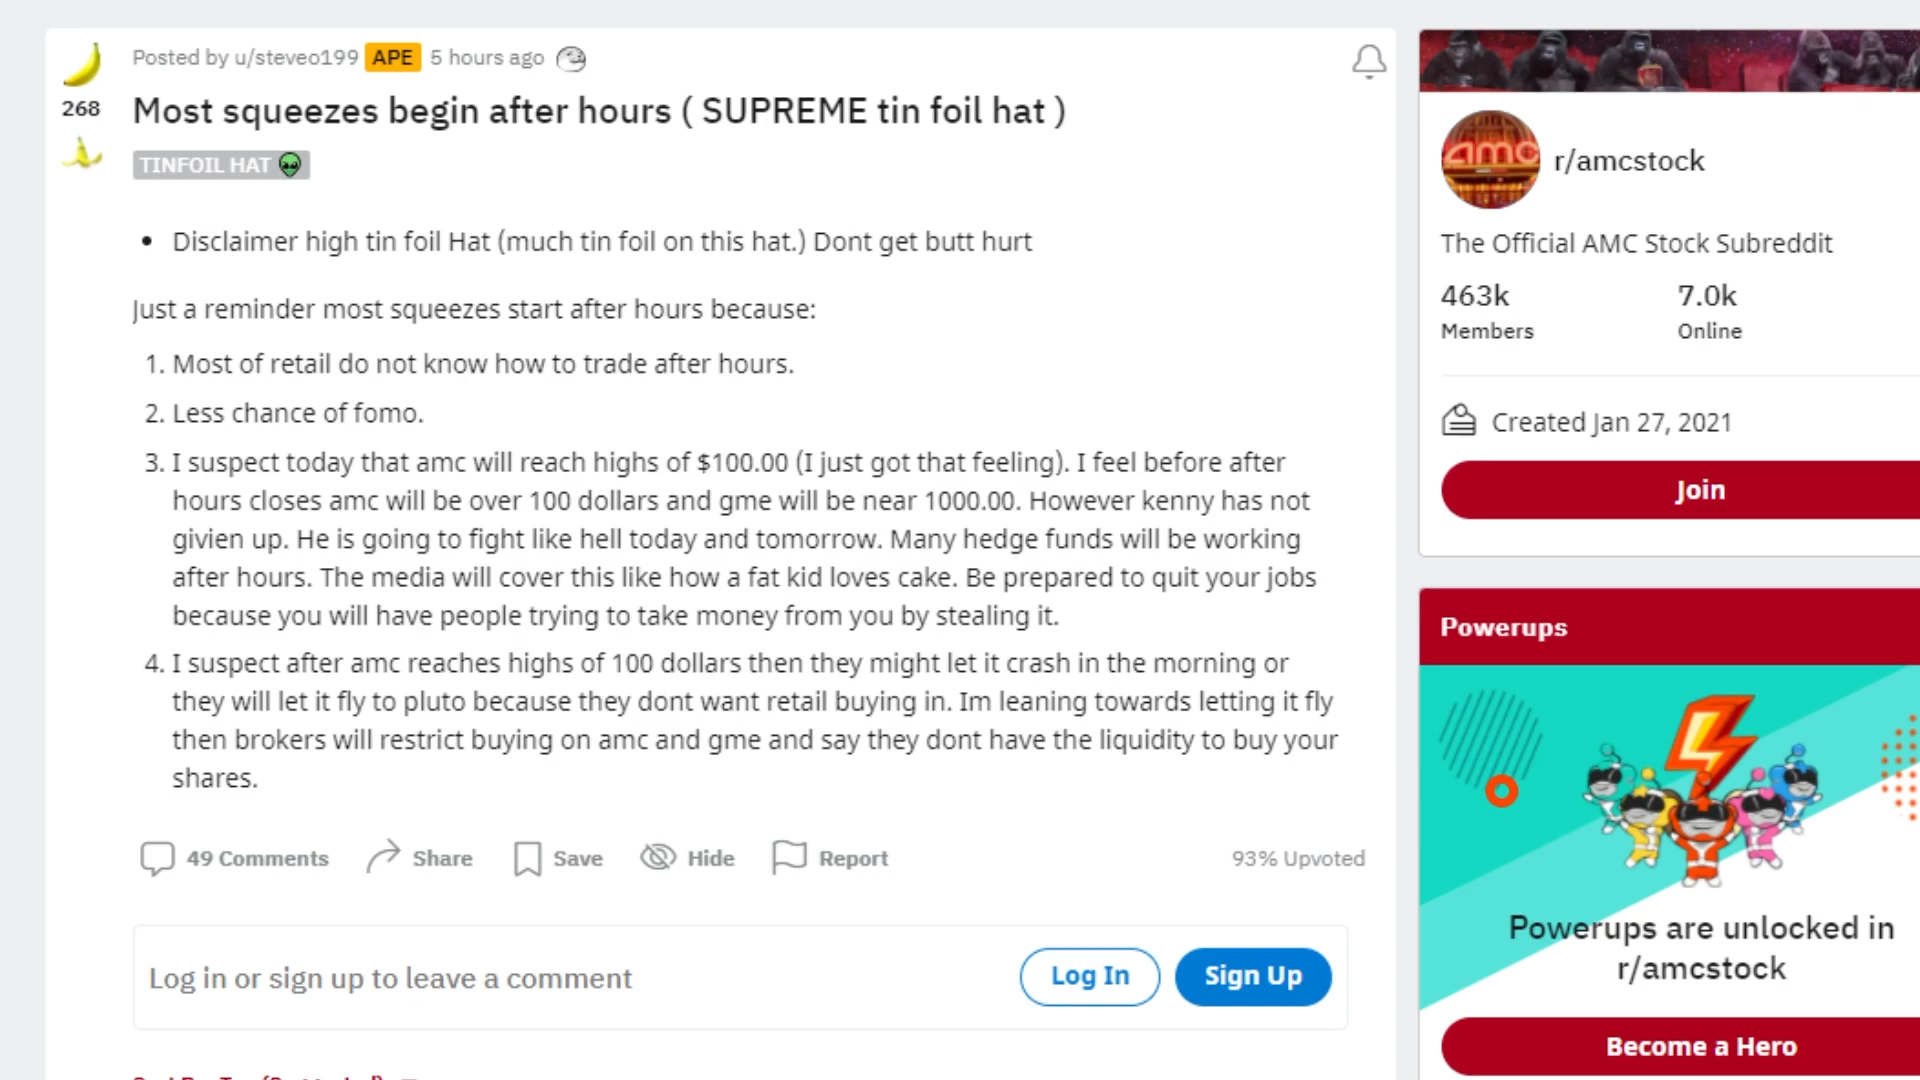 Posted by u/steveo199 APE 5 hours ago
268
Most squeezes begin after hours ( SUPREME tin foil hat )
TINFOIL HAT
• Disclaimer high tin foil Hat (much tin foil on this hat.) Dont get butt hurt
Just a reminder most squeezes start after hours because:
1. Most of retail do not know how to trade after hours.
2. Less chance of fomo.
3. I suspect today that amc will reach highs of $100.00 (I just got that feeling). I feel before after
hours closes amc will be over 100 dollars and gme will be near 1000.00. However kenny has not
givien up. He is going to fight like hell today and tomorrow. Many hedge funds will be working
after hours. The media will cover this like how a fat kid loves cake. Be prepared to quit your jobs
because you will have people trying to take money from you by stealing it.
4. I suspect after amc reaches highs of 100 dollars then they might let it crash in the morning or
they will let it fly to pluto because they dont want retail buying in. Im leaning towards letting it fly
then brokers will restrict buying on amc and gme and say they dont have the liquidity to buy your
shares.
49 Comments Share Save Hide Report 93% Upvoted
Log in or sign up to leave a comment Log In Sign Up
amc
r/amcstock
The Official AMC Stock Subreddit
463k 7.0k
Members Online
Created Jan 27, 2021
Join
Powerups
Powerups are unlocked in
r/amcstock
Become a Hero